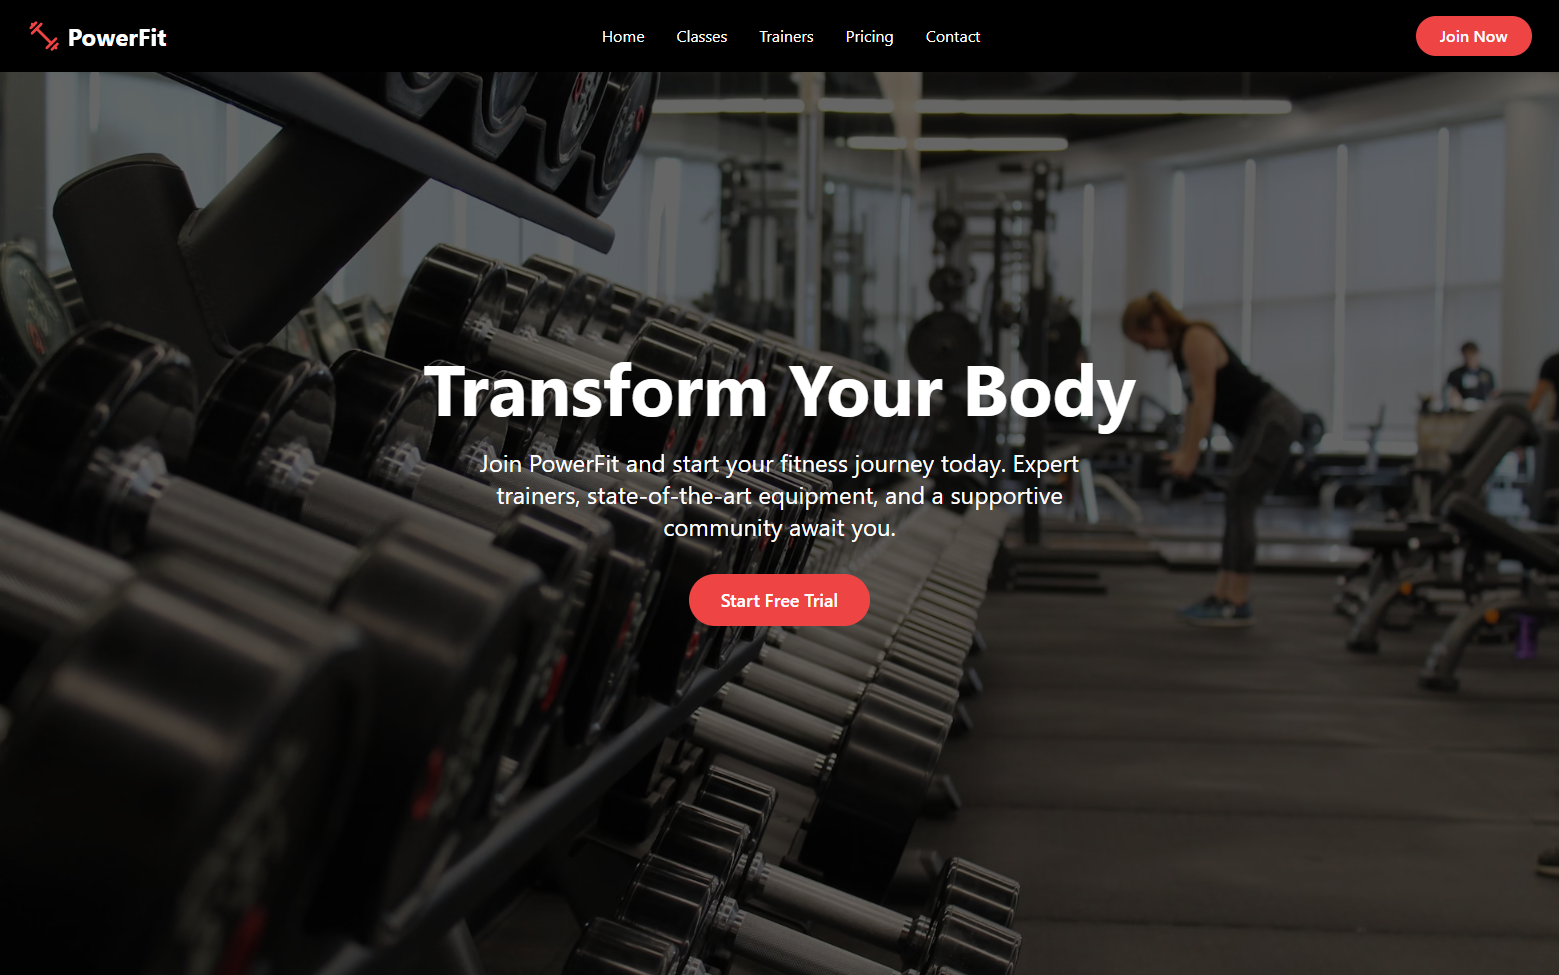 PowerFit
Home
Classes
Trainers
Pricing
Contact
Join Now
Transform Your Body
Join PowerFit and start your fitness journey today. Expert
trainers, state-of-the-art equipment, and a supportive
community await you.
Start Free Trial